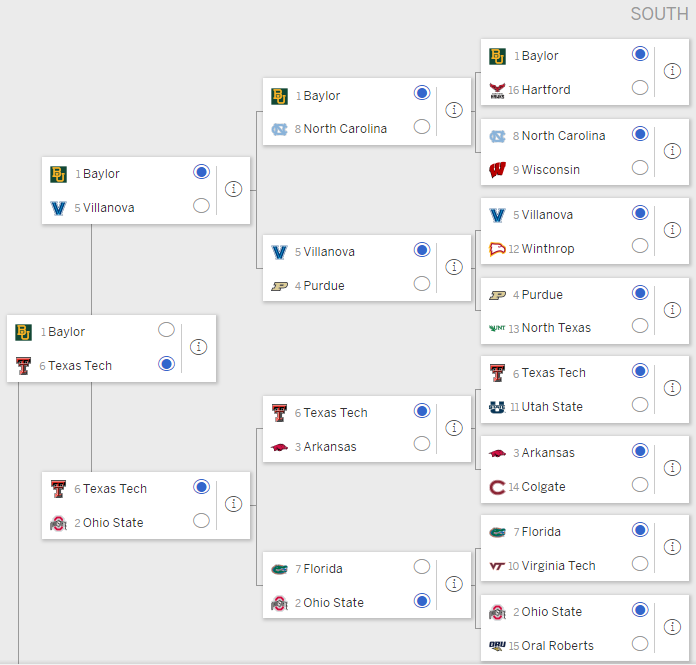 SOUTH
1 Baylor
16 Hartford
8 North Carolina
9 Wisconsin
5 Villanova
12 Winthrop
4 Purdue
13 North Texas
6 Texas Tech
11 Utah State
3 Arkansas
14 Colgate
7 Florida
10 Virginia Tech
2 Ohio State
15 Oral Roberts
1 Baylor
8 North Carolina
5 Villanova
4 Purdue
6 Texas Tech
3 Arkansas
7 Florida
2 Ohio State
1 Baylor
5 Villanova
6 Texas Tech
2 Ohio State
1 Baylor
6 Texas Tech